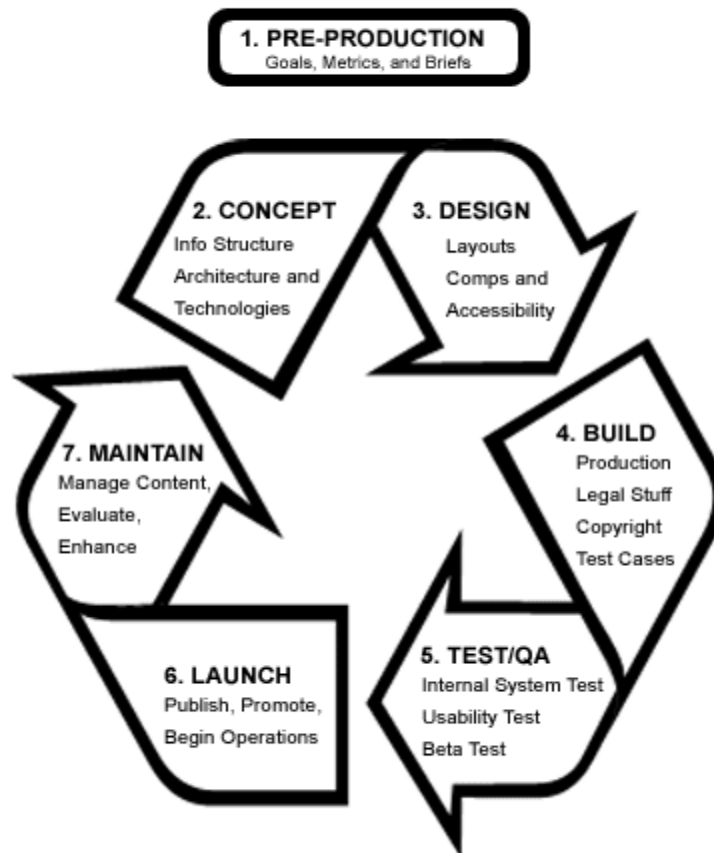 1. PRE-PRODUCTION
Goals, Metrics, and Briefs
2. CONCEPT
Info Structure
Architecture and
Technologies
3. DESIGN
Layouts
Comps and
Accessibility
4. BUILD
Production
Legal Stuff
Copyright
Test Cases
5. TEST/QA
Internal System Test
Usability Test
Beta Test
6. LAUNCH
Publish, Promote,
Begin Operations
7. MAINTAIN
Manage Content,
Evaluate,
Enhance